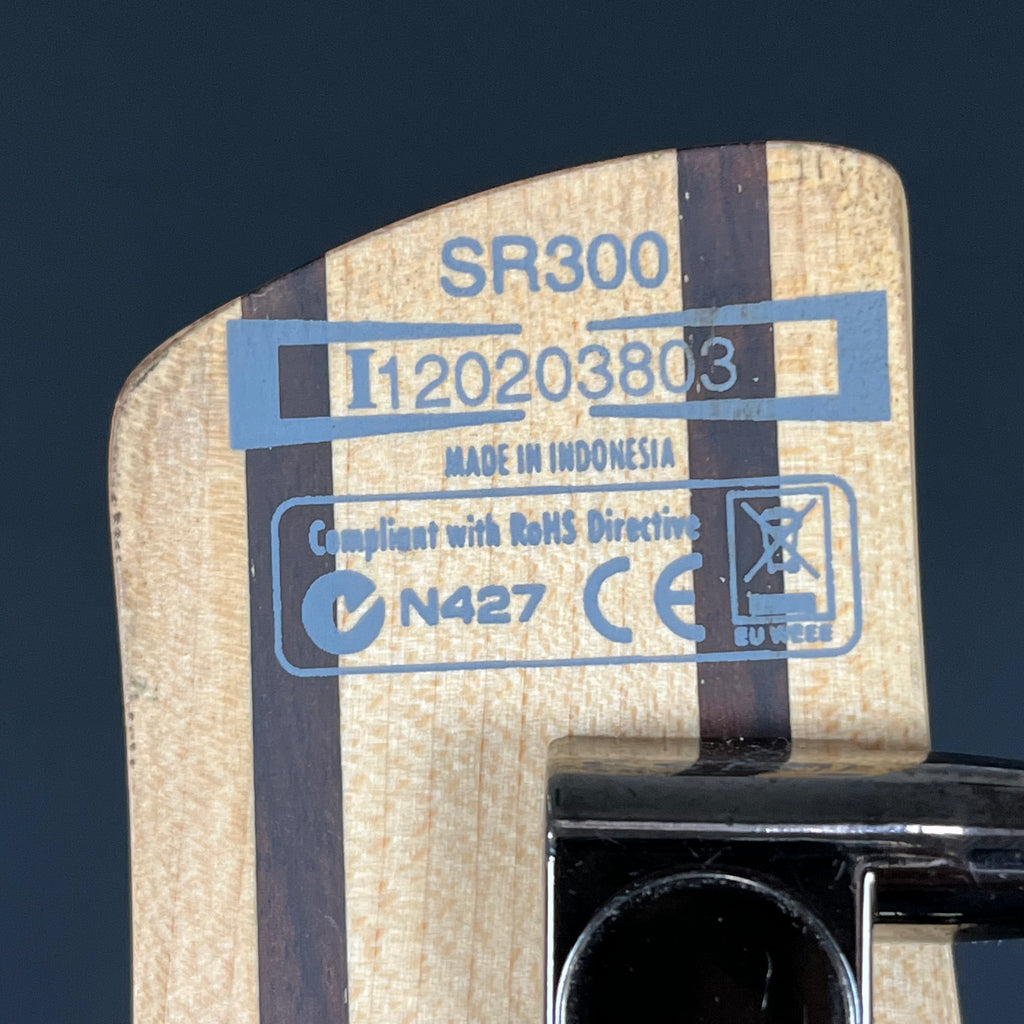 SR300
I120203803
MADE IN INDONESIA
Compliant with RoHS Directive
N427 CE
EU WEEE